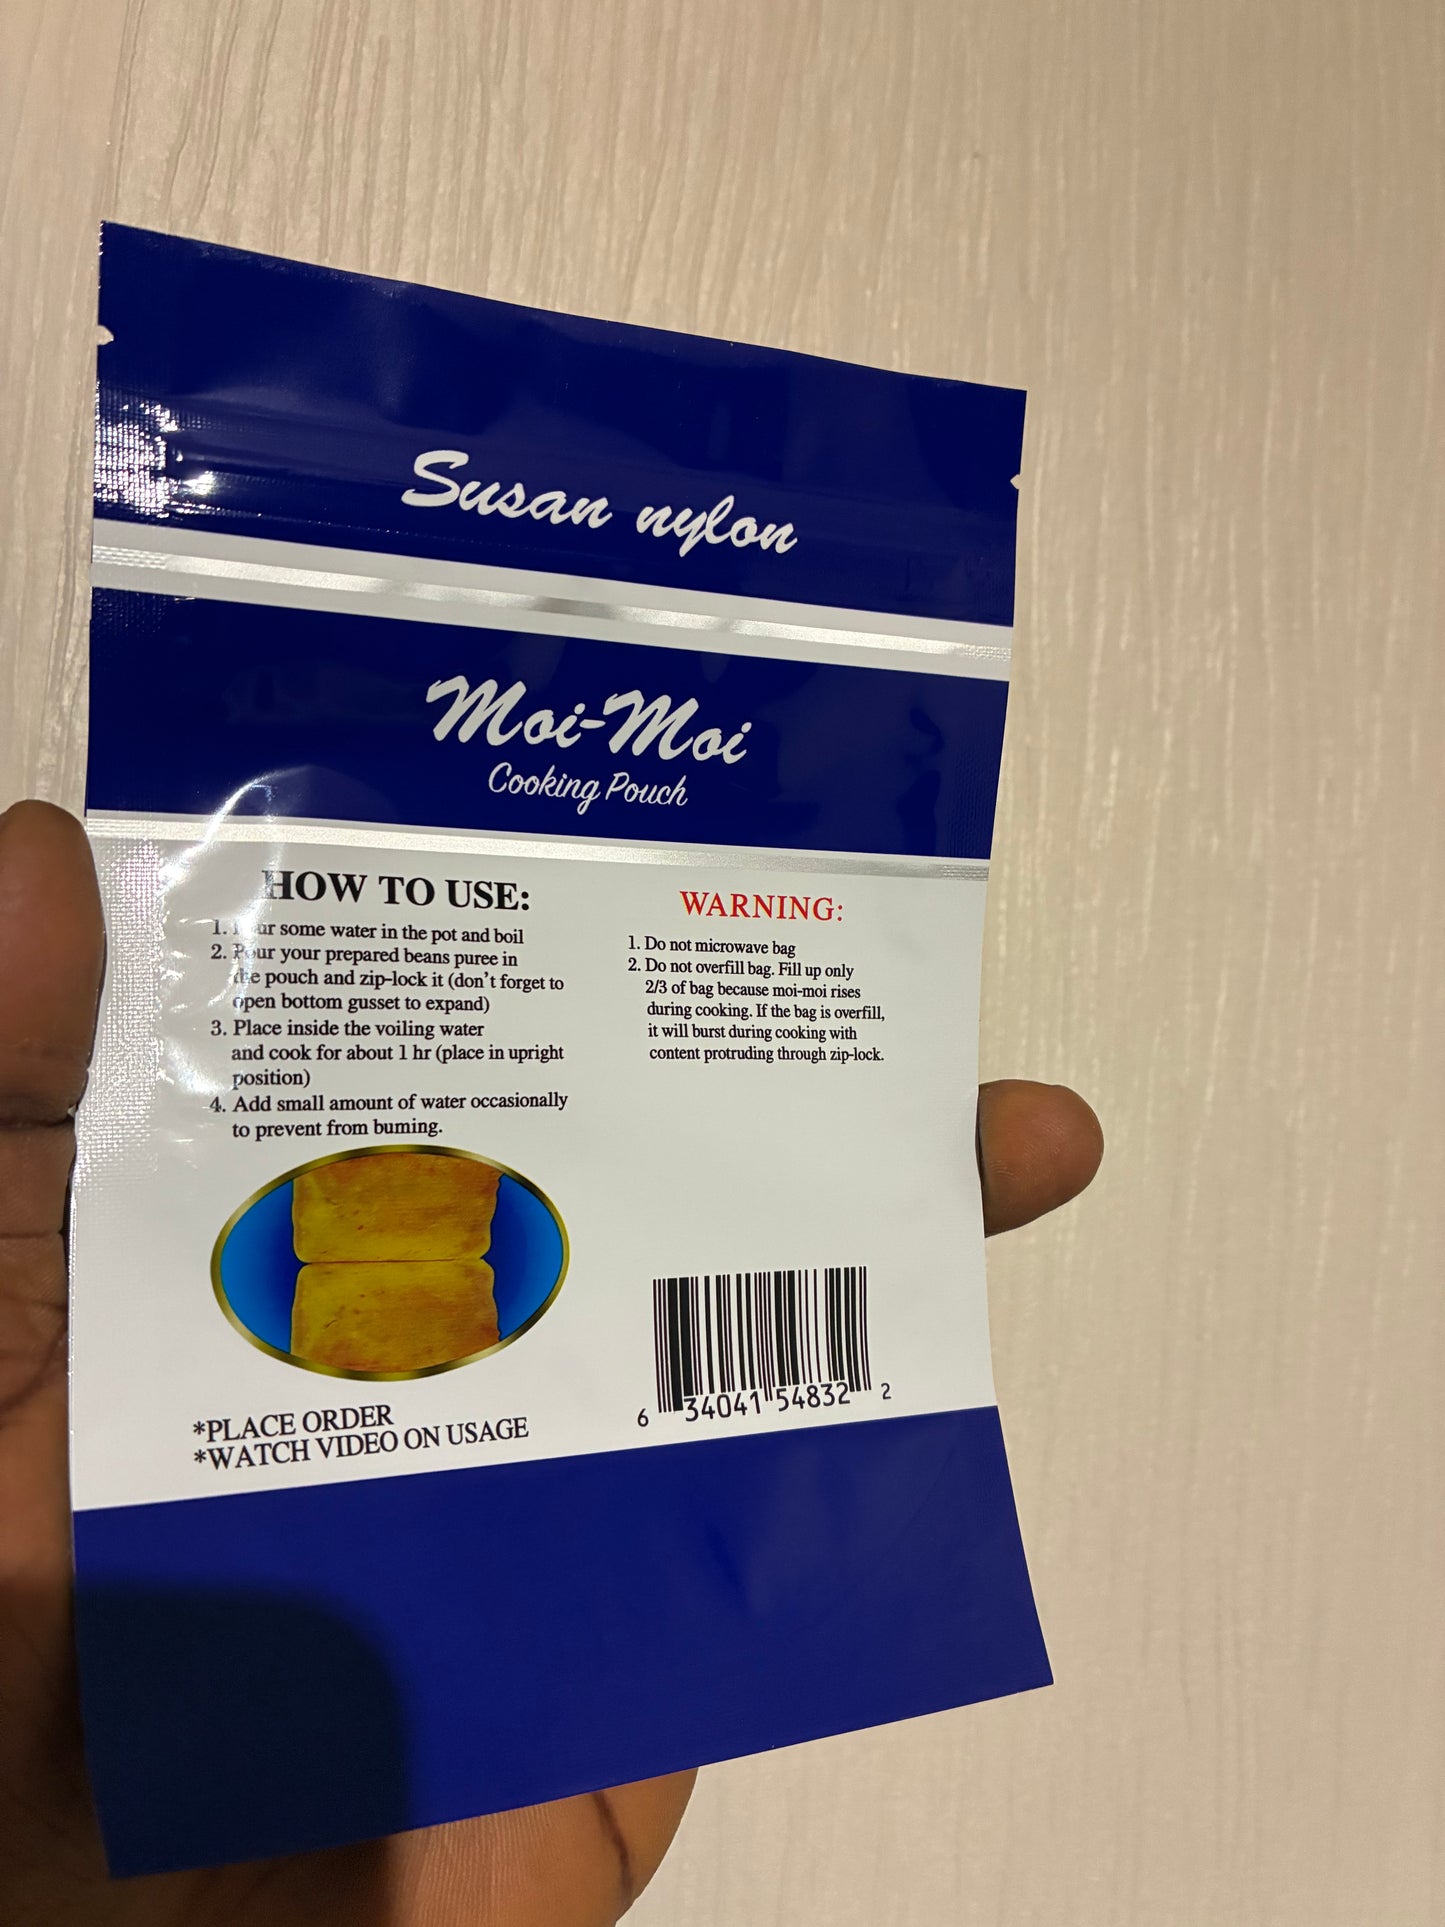 Susan nylon
Moi-Moi
Cooking Pouch
HOW TO USE:
1. Pour some water in the pot and boil
2. Pour your prepared beans puree in
the pouch and zip-lock it (don't forget to
open bottom gusset to expand)
3. Place inside the voiling water
and cook for about 1 hr (place in upright
position)
4. Add small amount of water occasionally
to prevent from buming.
WARNING:
1. Do not microwave bag
2. Do not overfill bag. Fill up only
2/3 of bag because moi-moi rises
during cooking. If the bag is overfill,
it will burst during cooking with
content protruding through zip-lock.
*PLACE ORDER
*WATCH VIDEO ON USAGE
6 34041 54832 2